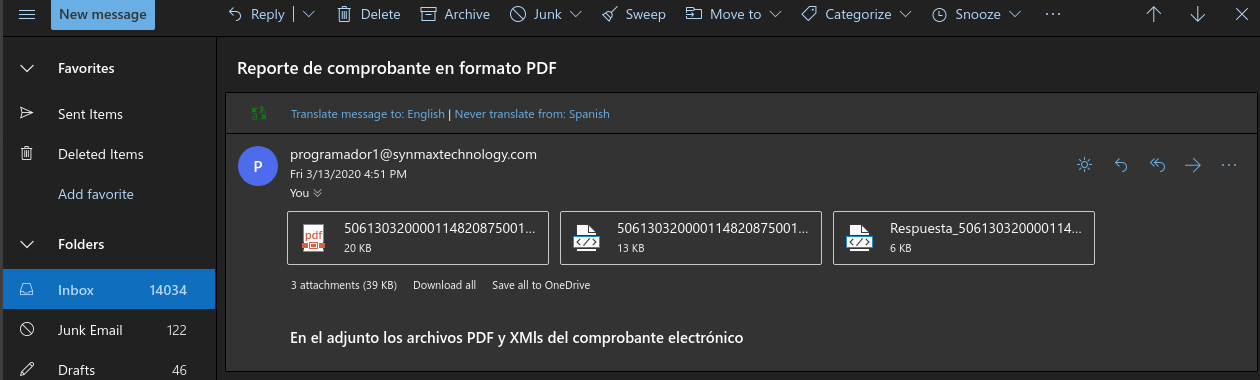 New message
Reply
Delete
Archive
Junk
Sweep
Move to
Categorize
Snooze
Favorites
Sent Items
Deleted Items
Add favorite
Folders
Inbox 14034
Junk Email 122
Drafts 46
Reporte de comprobante en formato PDF
Translate message to: English | Never translate from: Spanish
P
programador1@synmaxtechnology.com
Fri 3/13/2020 4:51 PM
You
pdf
506130320000114820875001...
20 KB
506130320000114820875001...
13 KB
Respuesta_506130320000114...
6 KB
3 attachments (39 KB) Download all Save all to OneDrive
En el adjunto los archivos PDF y XMls del comprobante electrónico